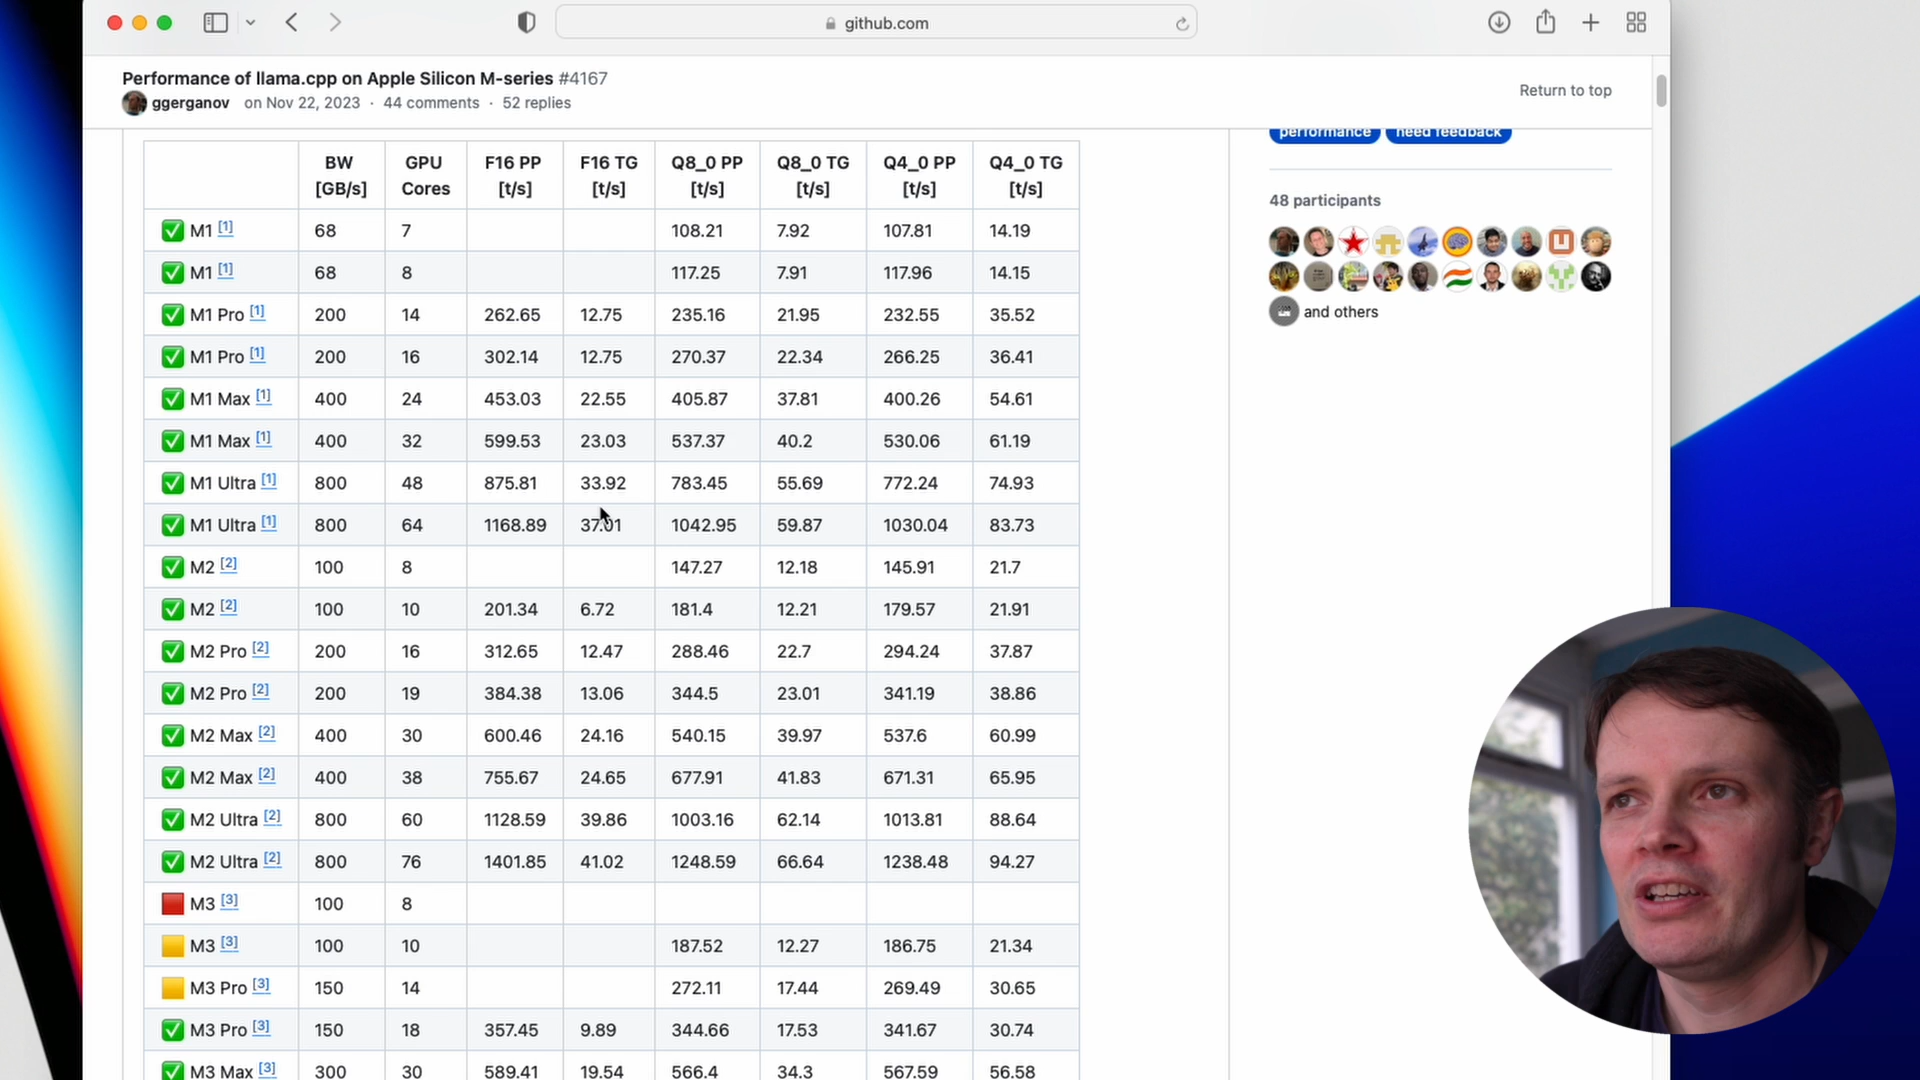 github.com
Performance of llama.cpp on Apple Silicon M-series #4167
ggerganov on Nov 22, 2023 · 44 comments · 52 replies
Return to top
performance need feedback
48 participants
and others
BW [GB/s] GPU Cores F16 PP [t/s] F16 TG [t/s] Q8_0 PP [t/s] Q8_0 TG [t/s] Q4_0 PP [t/s] Q4_0 TG [t/s]
✅ M1 [1] 68 7 108.21 7.92 107.81 14.19
✅ M1 [1] 68 8 117.25 7.91 117.96 14.15
✅ M1 Pro [1] 200 14 262.65 12.75 235.16 21.95 232.55 35.52
✅ M1 Pro [1] 200 16 302.14 12.75 270.37 22.34 266.25 36.41
✅ M1 Max [1] 400 24 453.03 22.55 405.87 37.81 400.26 54.61
✅ M1 Max [1] 400 32 599.53 23.03 537.37 40.2 530.06 61.19
✅ M1 Ultra [1] 800 48 875.81 33.92 783.45 55.69 772.24 74.93
✅ M1 Ultra [1] 800 64 1168.89 37.01 1042.95 59.87 1030.04 83.73
✅ M2 [2] 100 8 147.27 12.18 145.91 21.7
✅ M2 [2] 100 10 201.34 6.72 181.4 12.21 179.57 21.91
✅ M2 Pro [2] 200 16 312.65 12.47 288.46 22.7 294.24 37.87
✅ M2 Pro [2] 200 19 384.38 13.06 344.5 23.01 341.19 38.86
✅ M2 Max [2] 400 30 600.46 24.16 540.15 39.97 537.6 60.99
✅ M2 Max [2] 400 38 755.67 24.65 677.91 41.83 671.31 65.95
✅ M2 Ultra [2] 800 60 1128.59 39.86 1003.16 62.14 1013.81 88.64
✅ M2 Ultra [2] 800 76 1401.85 41.02 1248.59 66.64 1238.48 94.27
🟥 M3 [3] 100 8
🟨 M3 [3] 100 10 187.52 12.27 186.75 21.34
🟨 M3 Pro [3] 150 14 272.11 17.44 269.49 30.65
✅ M3 Pro [3] 150 18 357.45 9.89 344.66 17.53 341.67 30.74
✅ M3 Max [3] 300 30 589.41 19.54 566.4 34.3 567.59 56.58